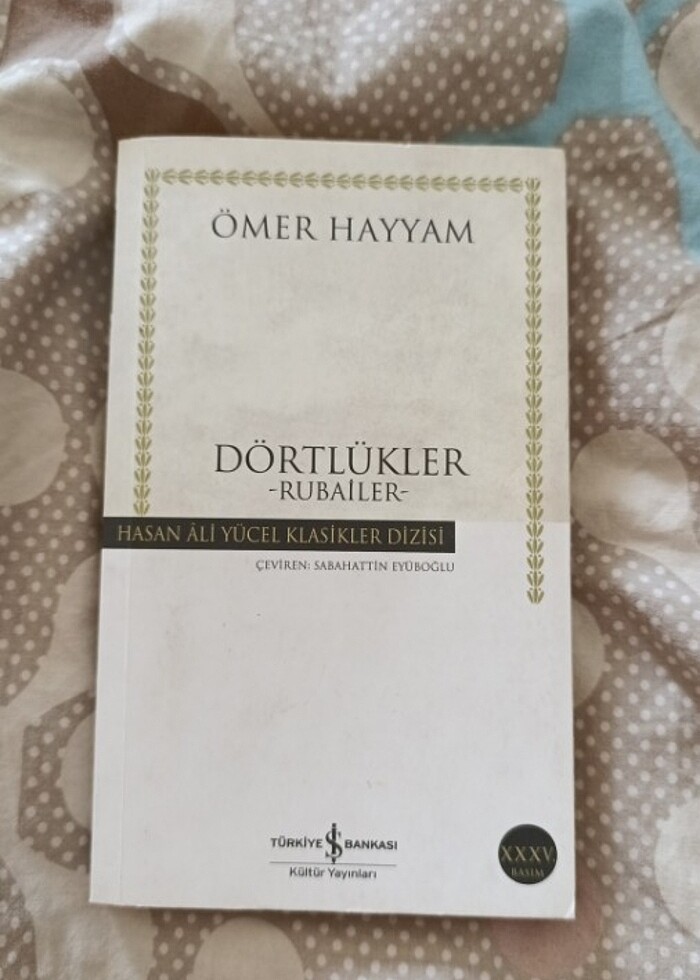 ÖMER HAYYAM
DÖRTLÜKLER
-RUBAİLER-
HASAN ÂLİ YÜCEL KLASİKLER DİZİSİ
ÇEVİREN: SABAHATTİN EYÜBOĞLU
TÜRKİYE İŞ BANKASI
Kültür Yayınları
XXXV.
BASIM